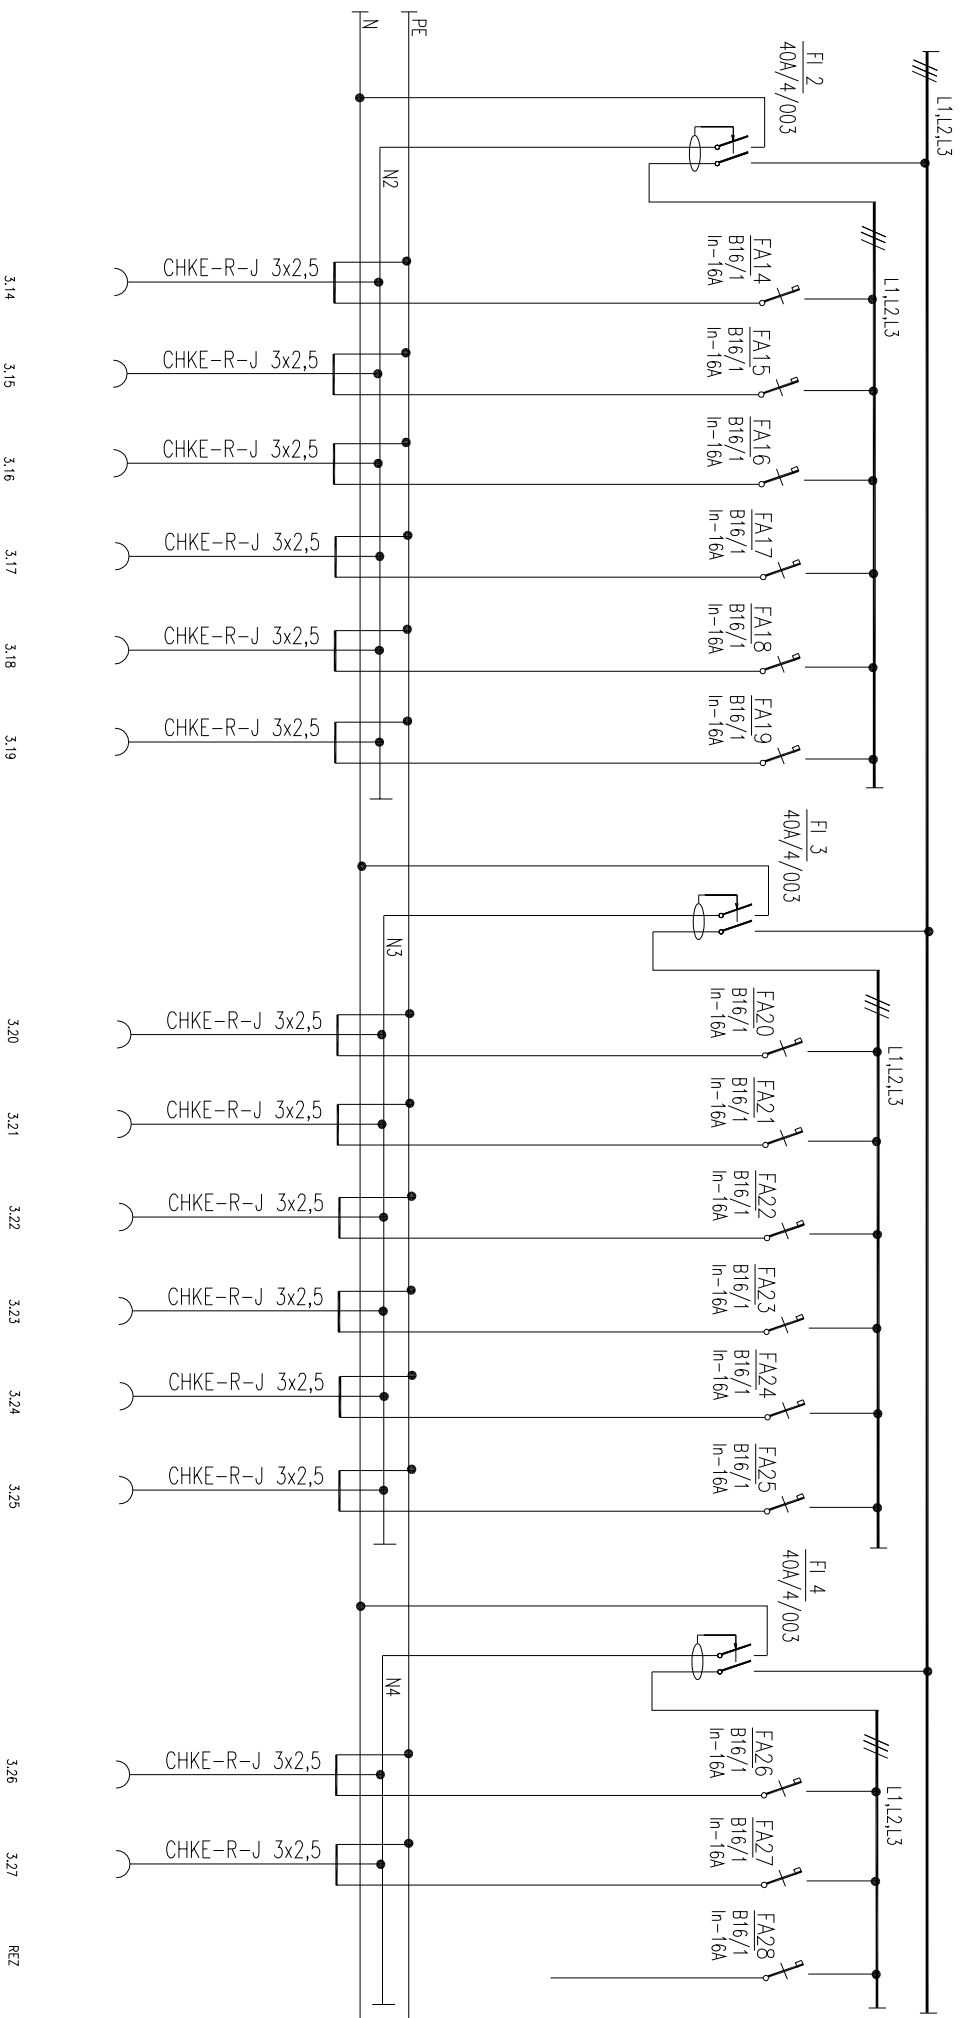 L1,L2,L3
PE
N
FI 2
40A/4/003
N2
L1,L2,L3
FA14
B16/1
In-16A
CHKE-R-J 3x2,5
3.14
FA15
B16/1
In-16A
CHKE-R-J 3x2,5
3.15
FA16
B16/1
In-16A
CHKE-R-J 3x2,5
3.16
FA17
B16/1
In-16A
CHKE-R-J 3x2,5
3.17
FA18
B16/1
In-16A
CHKE-R-J 3x2,5
3.18
FA19
B16/1
In-16A
CHKE-R-J 3x2,5
3.19
FI 3
40A/4/003
N3
L1,L2,L3
FA20
B16/1
In-16A
CHKE-R-J 3x2,5
3.20
FA21
B16/1
In-16A
CHKE-R-J 3x2,5
3.21
FA22
B16/1
In-16A
CHKE-R-J 3x2,5
3.22
FA23
B16/1
In-16A
CHKE-R-J 3x2,5
3.23
FA24
B16/1
In-16A
CHKE-R-J 3x2,5
3.24
FA25
B16/1
In-16A
CHKE-R-J 3x2,5
3.25
FI 4
40A/4/003
N4
L1,L2,L3
FA26
B16/1
In-16A
CHKE-R-J 3x2,5
3.26
FA27
B16/1
In-16A
CHKE-R-J 3x2,5
3.27
FA28
B16/1
In-16A
REZ